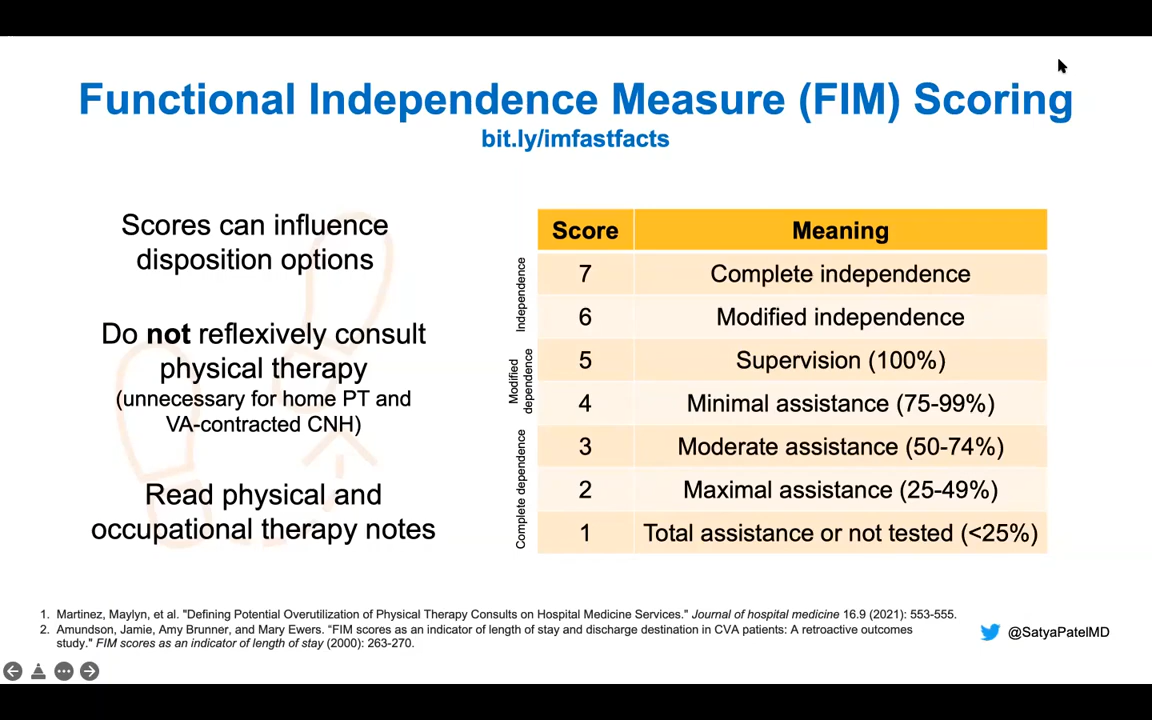 Functional Independence Measure (FIM) Scoring
bit.ly/imfastfacts
Scores can influence
disposition options
Do not reflexively consult
physical therapy
(unnecessary for home PT and
VA-contracted CNH)
Read physical and
occupational therapy notes
Score Meaning
Independence
7 Complete independence
6 Modified independence
Modified
dependence
5 Supervision (100%)
4 Minimal assistance (75-99%)
Complete dependence
3 Moderate assistance (50-74%)
2 Maximal assistance (25-49%)
1 Total assistance or not tested (<25%)
1. Martinez, Maylyn, et al. "Defining Potential Overutilization of Physical Therapy Consults on Hospital Medicine Services." Journal of hospital medicine 16.9 (2021): 553-555.
2. Amundson, Jamie, Amy Brunner, and Mary Ewers. "FIM scores as an indicator of length of stay and discharge destination in CVA patients: A retroactive outcomes
study." FIM scores as an indicator of length of stay (2000): 263-270.
@SatyaPatelMD